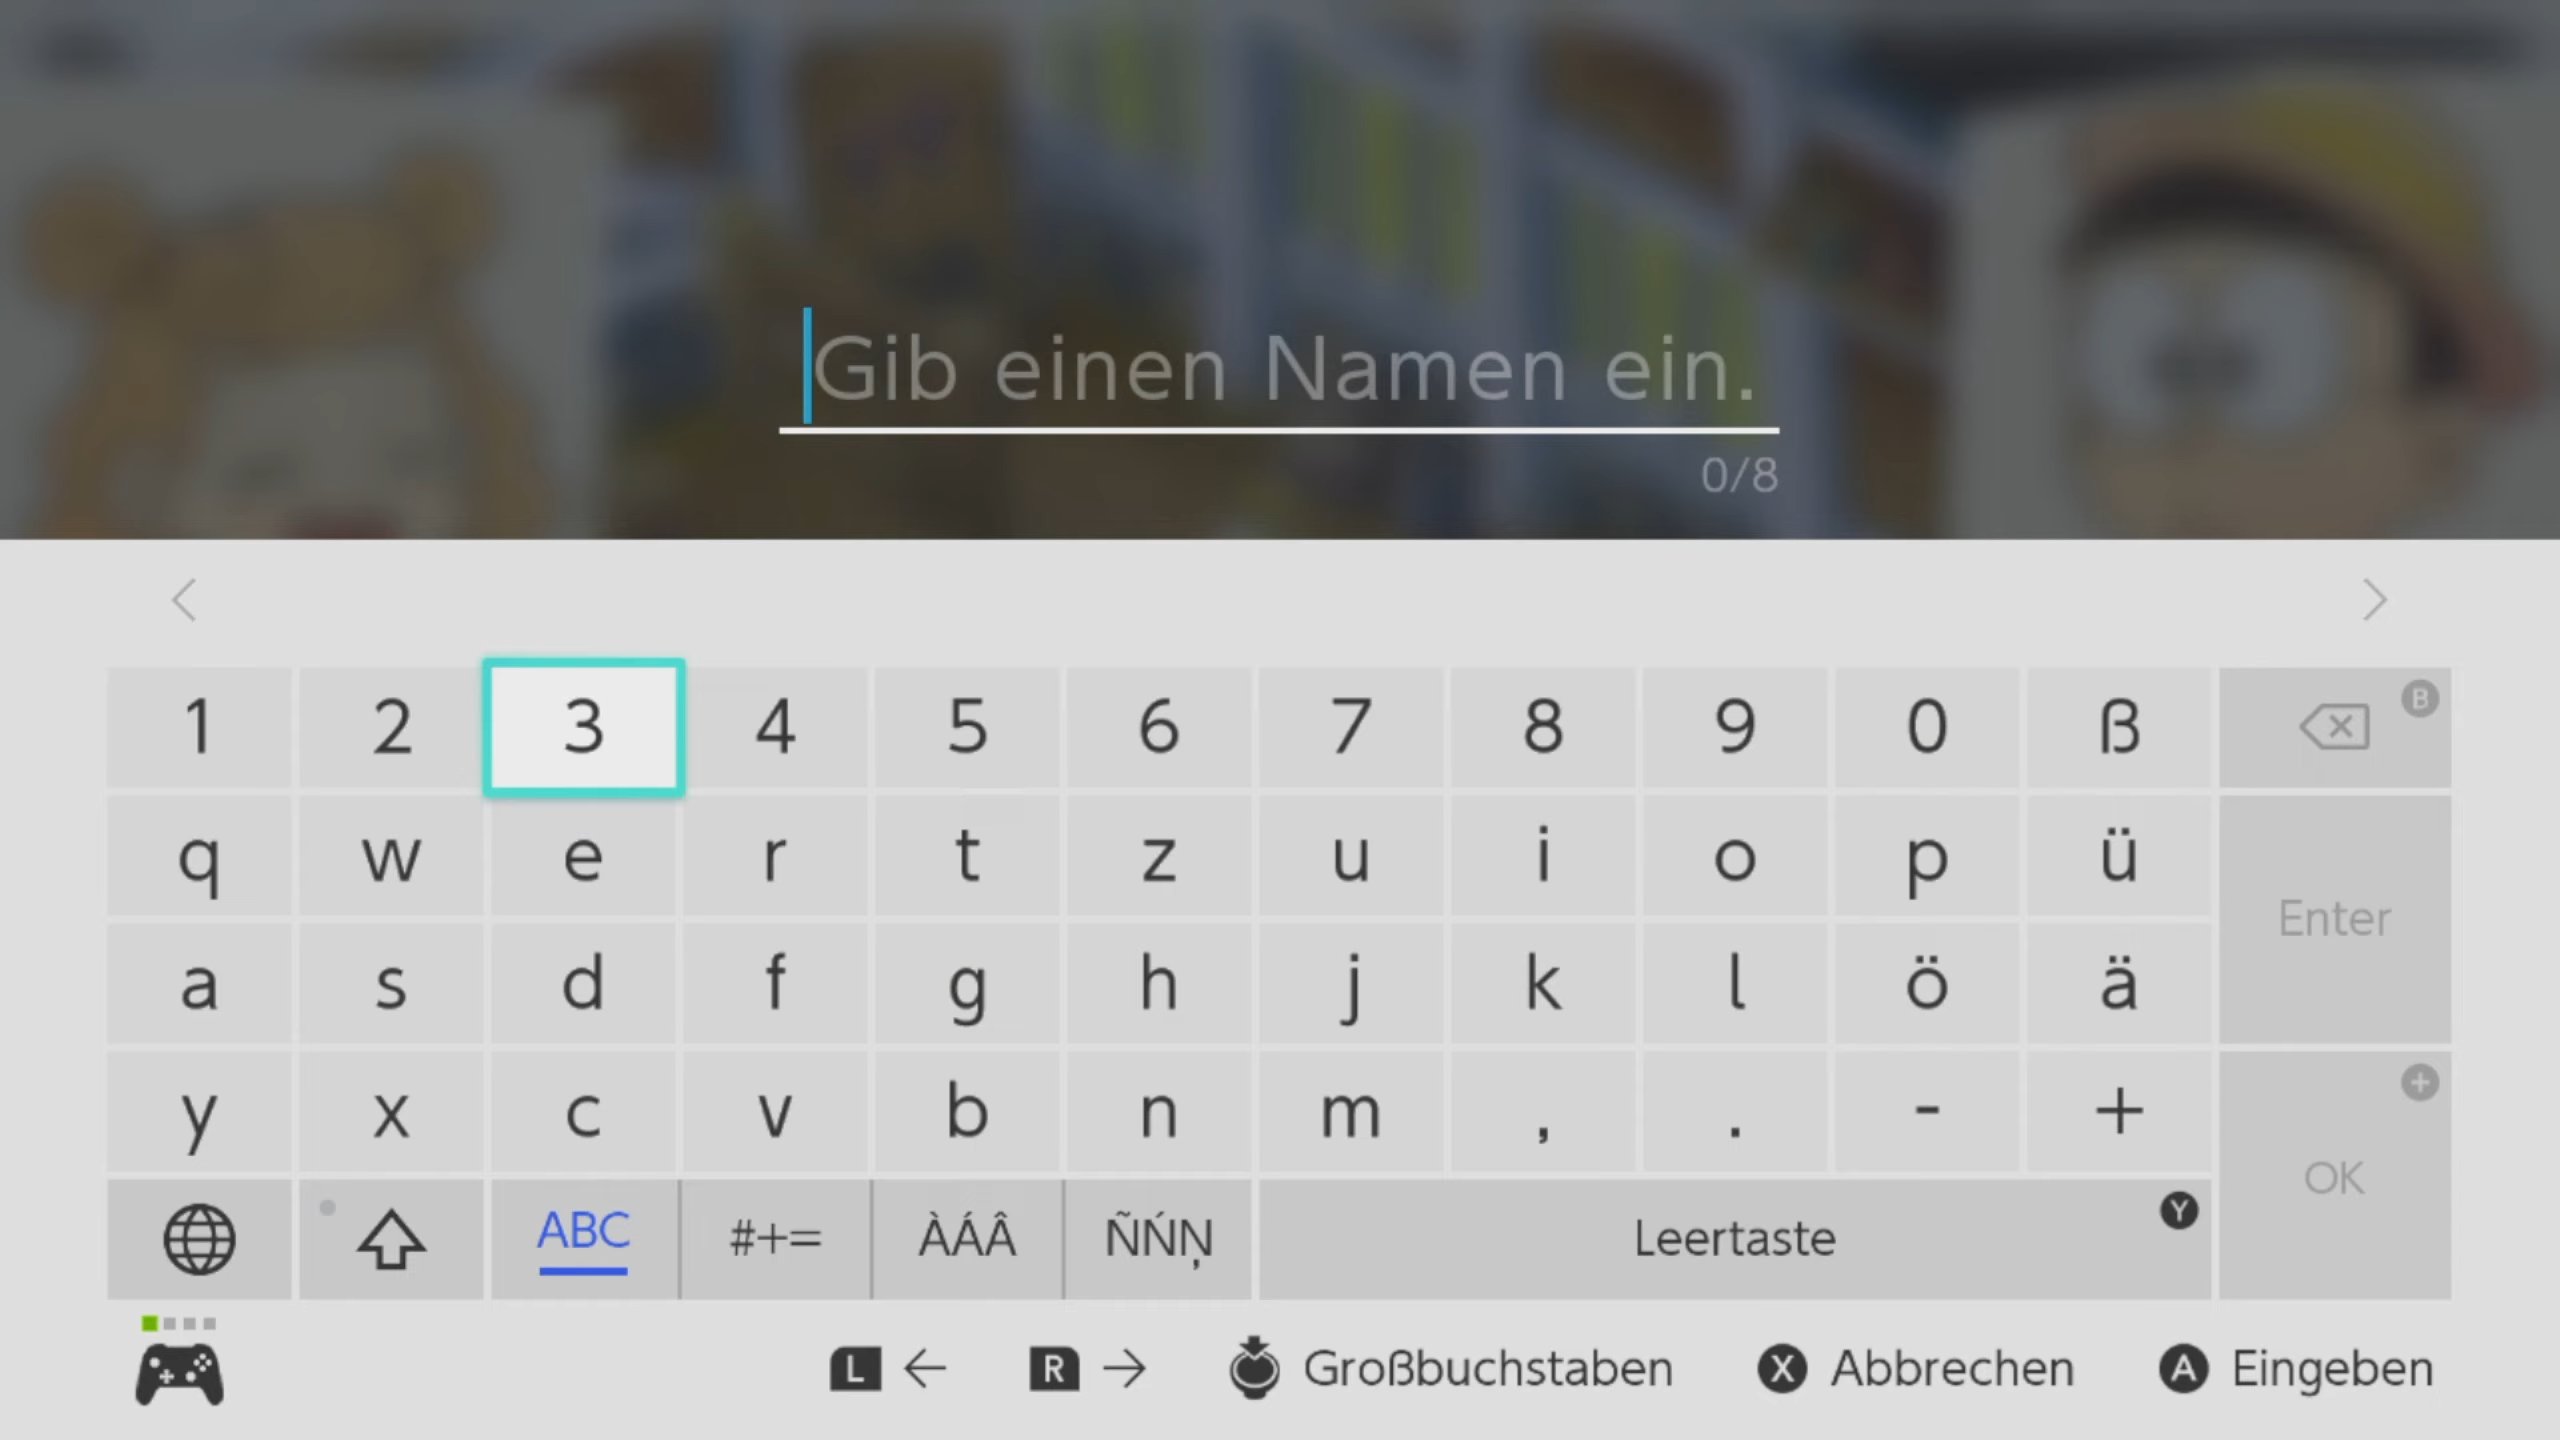 Gib einen Namen ein.
0/8
1 2 3 4 5 6 7 8 9 0 ß B
q w e r t z u i o p ü
Enter
a s d f g h j k l ö ä
y x c v b n m , . - +
OK
ABC #+= ÀÁÂ ÑŃŅ Leertaste Y
L ← R → Großbuchstaben X Abbrechen A Eingeben